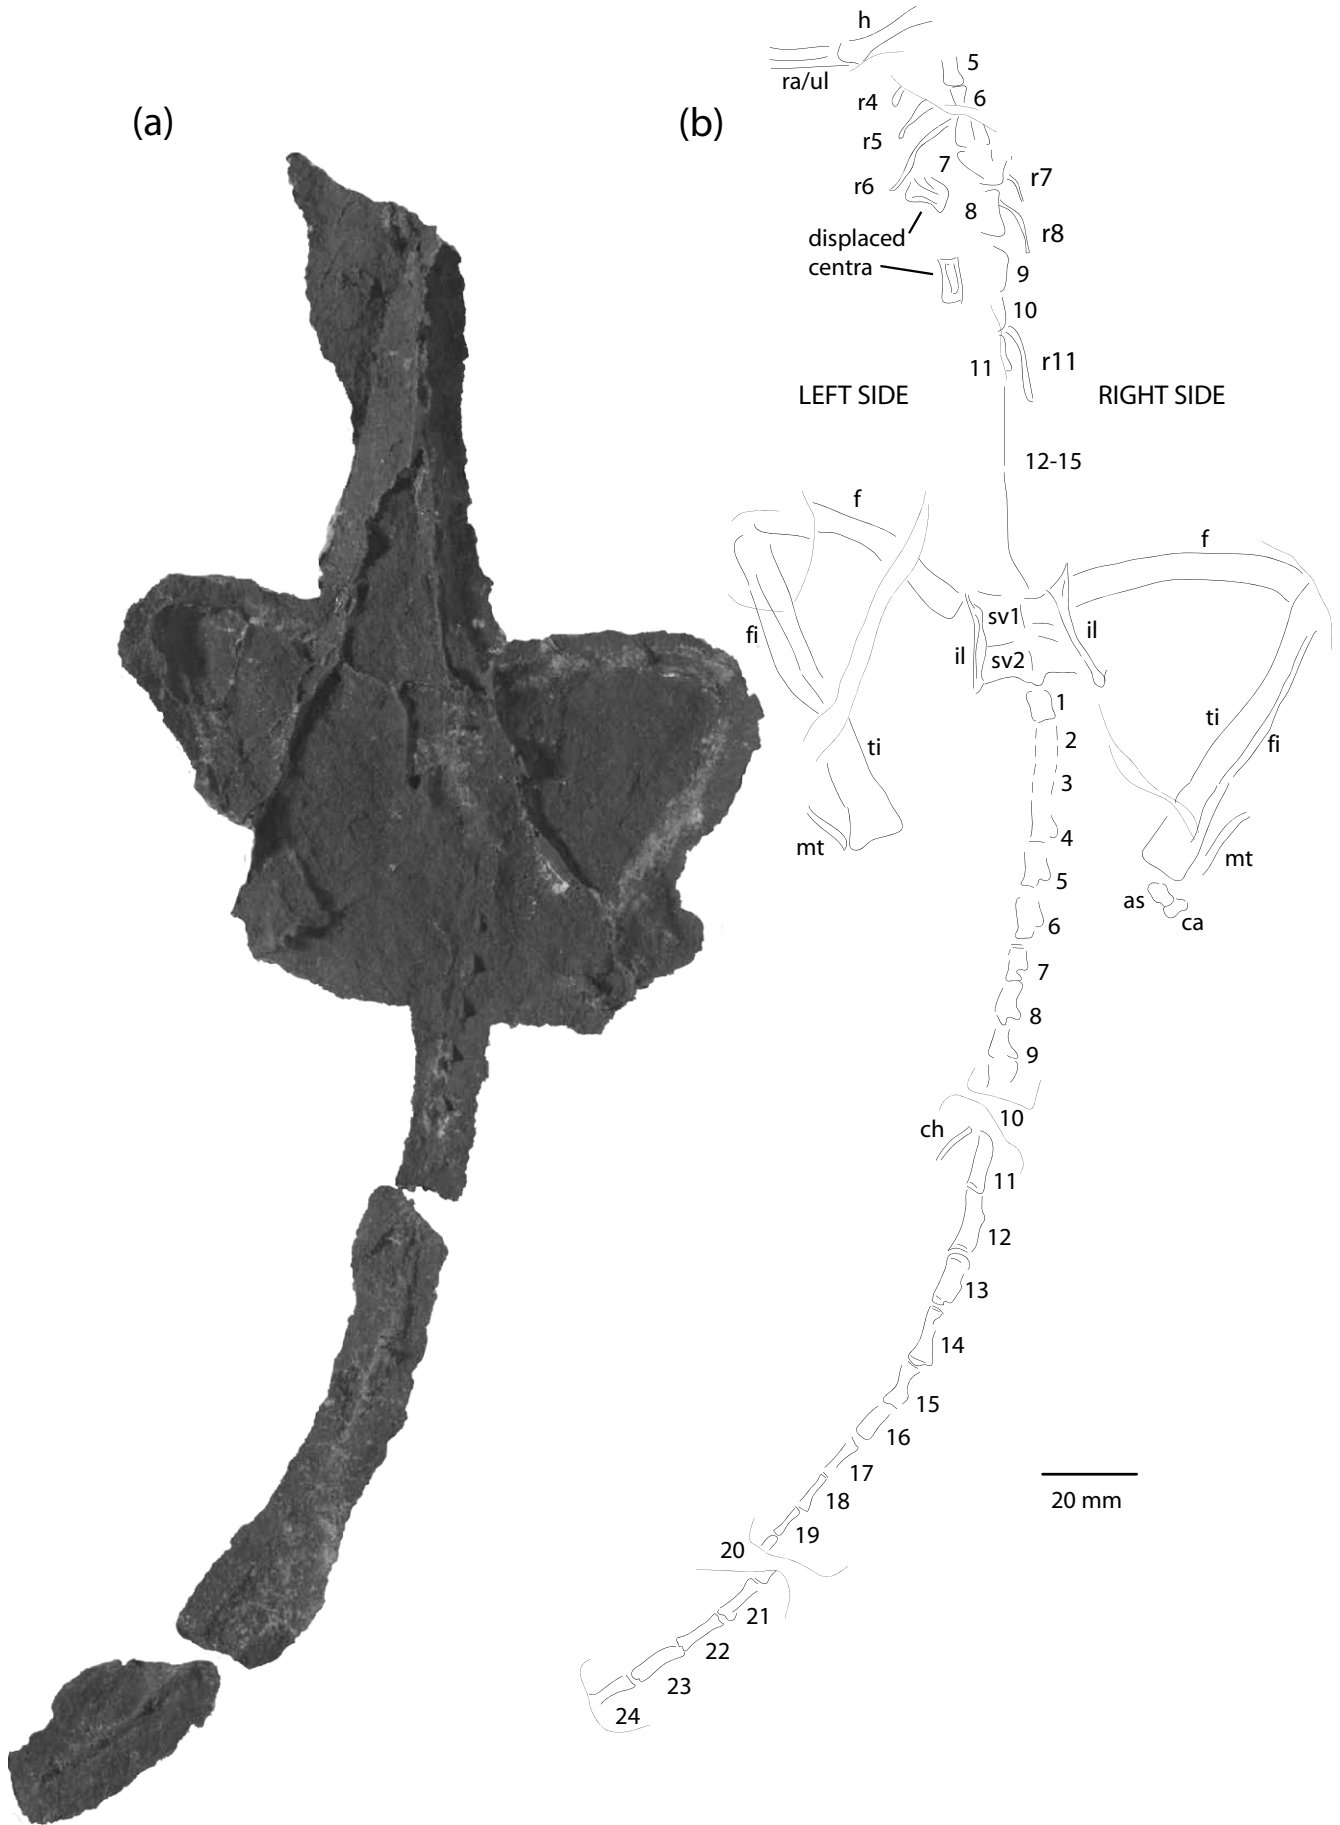 (a)
(b)
h
ra/ul
5
6
r4
r5
r6
7
r7
8
r8
displaced
centra
9
10
11
r11
LEFT SIDE
RIGHT SIDE
12-15
f
f
sv1
il
fi
il
sv2
1
2
ti
ti
fi
3
4
mt
mt
5
as
ca
6
7
8
9
10
ch
11
12
13
14
15
16
17
20 mm
18
19
20
21
22
23
24